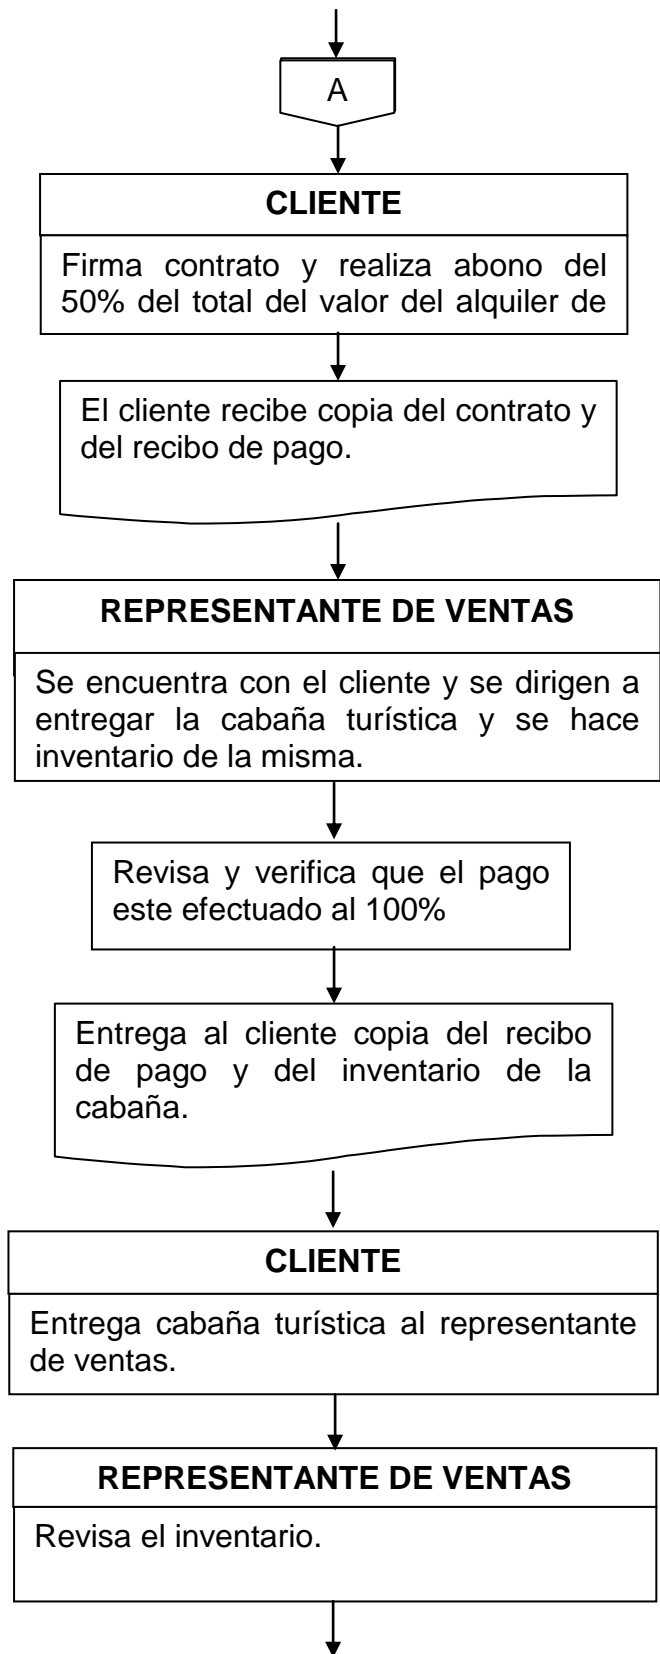 A
CLIENTE
Firma contrato y realiza abono del
50% del total del valor del alquiler de
El cliente recibe copia del contrato y
del recibo de pago.
REPRESENTANTE DE VENTAS
Se encuentra con el cliente y se dirigen a
entregar la cabaña turística y se hace
inventario de la misma.
Revisa y verifica que el pago
este efectuado al 100%
Entrega al cliente copia del recibo
de pago y del inventario de la
cabaña.
CLIENTE
Entrega cabaña turística al representante
de ventas.
REPRESENTANTE DE VENTAS
Revisa el inventario.